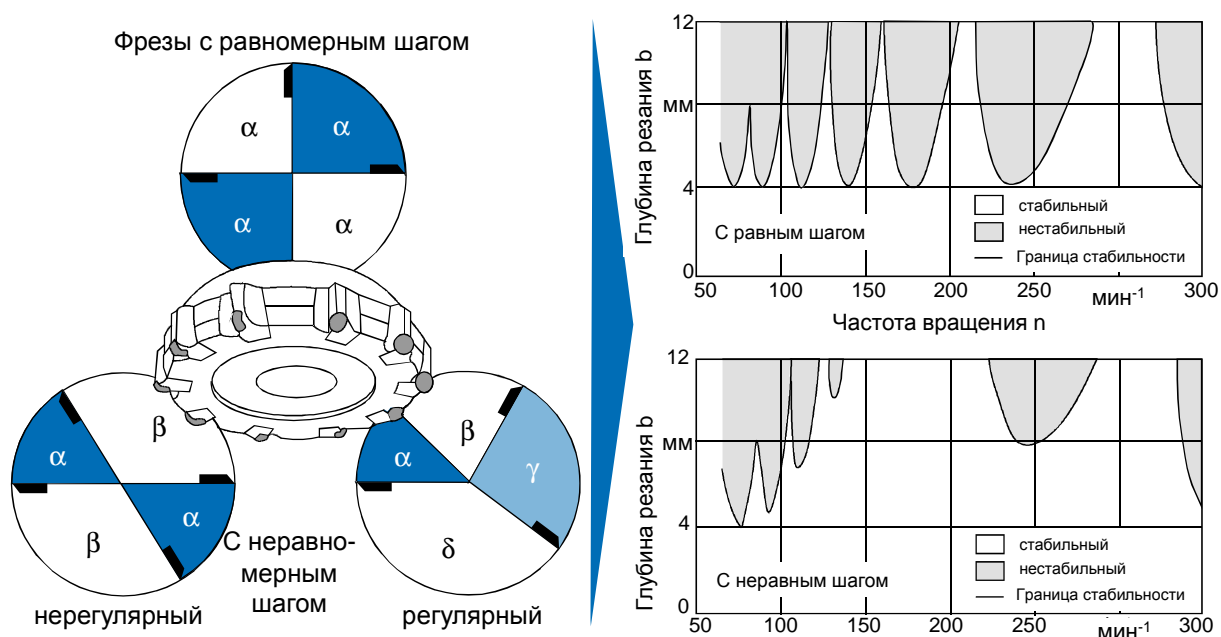 Фрезы с равномерным шагом
α
α
α
α
β
α
α
β
нерегулярный
С неравно-
мерным
шагом
β
α
γ
δ
регулярный
12
Глубина резания b
мм
4
0
С равным шагом
стабильный
нестабильный
Граница стабильности
50
100
150
200
250
мин-1
300
Частота вращения n
12
Глубина резания b
мм
4
0
С неравным шагом
стабильный
нестабильный
Граница стабильности
50
100
150
200
250
мин-1
300